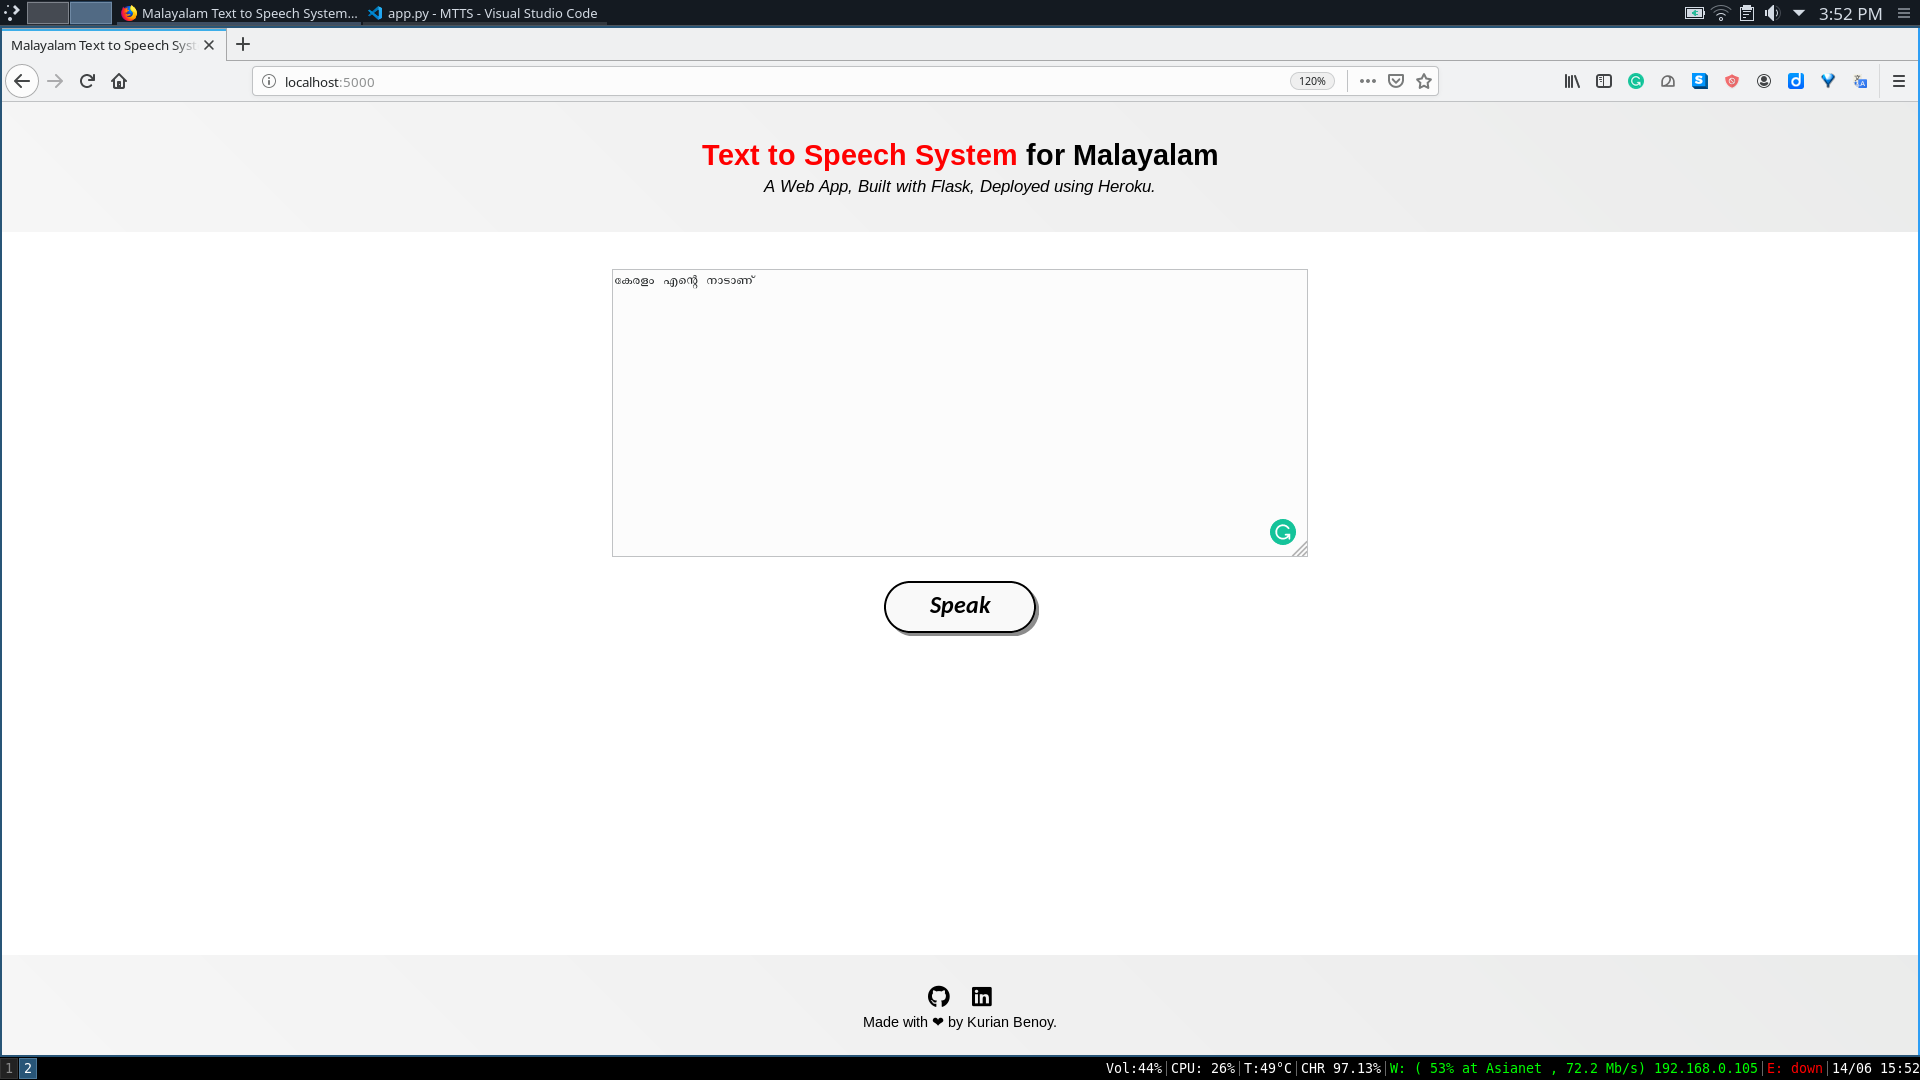 Malayalam Text to Speech System... app.py - MTTS - Visual Studio Code 3:52 PM
Malayalam Text to Speech Syst
localhost:5000 120%
Text to Speech System for Malayalam
A Web App, Built with Flask, Deployed using Heroku.
കേരളം എന്റെ നാടാണ്
Speak
Made with ❤ by Kurian Benoy.
1 2 Vol:44% CPU: 26% T:49°C CHR 97.13% W: ( 53% at Asianet , 72.2 Mb/s) 192.168.0.105 E: down 14/06 15:52